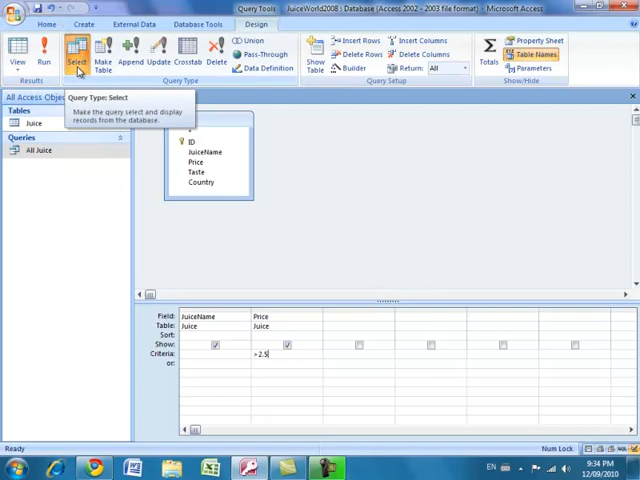 Query Tools JuiceWorld2008 : Database (Access 2002 - 2003 file format) - Microsoft Access
Home Create External Data Database Tools Design
View Run Select Make Table Append Update Crosstab Delete
Union
Pass-Through
Data Definition
Show Table
Insert Rows
Delete Rows
Builder
Insert Columns
Delete Columns
Return: All
Totals
Property Sheet
Table Names
Parameters
Results Query Type Query Setup Show/Hide
All Access Objec
Query Type: Select
Make the query select and display
records from the database.
Tables
Juice
Queries
All Juice
*
ID
JuiceName
Price
Taste
Country
Field: JuiceName Price
Table: Juice Juice
Sort:
Show:
Criteria: > 2.5
or:
Ready Num Lock
EN 9:34 PM
12/09/2010